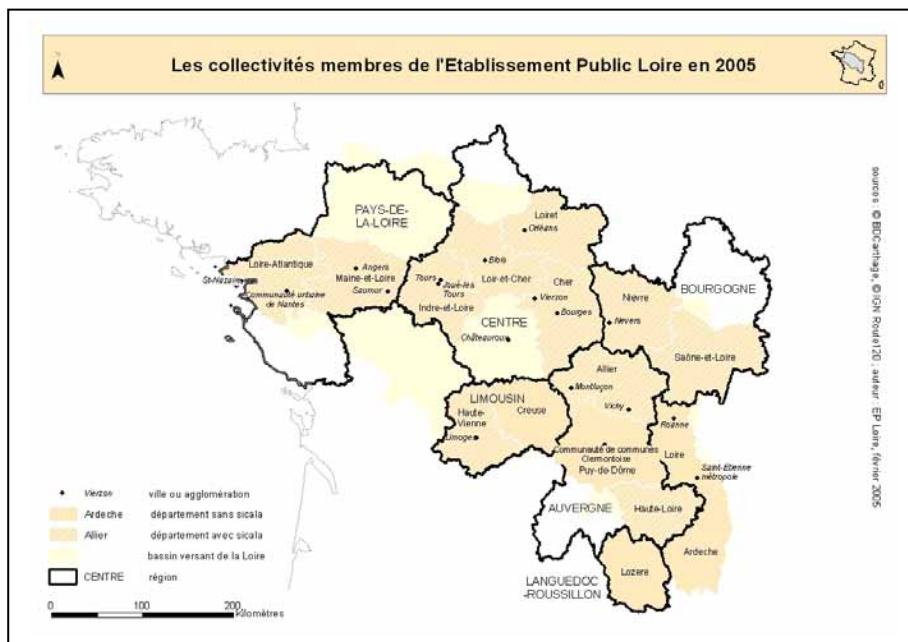 Les collectivités membres de l'Etablissement Public Loire en 2005
PAYS-DE-
LA-LOIRE
Loiret
Orléans
Loire-Atlantique
Angers
Maine-et-Loire
Saumur
St-Nazaire
Communauté urbaine
de Nantes
Blois
Tours
Joué-les
Tours
Loir-et-Cher
Indre-et-Loire
Cher
Vierzon
Bourges
CENTRE
Châteauroux
BOURGOGNE
Nièvre
Nevers
Saône-et-Loire
Allier
Montluçon
Vichy
LIMOUSIN
Haute-
Vienne
Creuse
Limoges
Roanne
Communauté de communes
Clermontoise
Puy-de-Dôme
Loire
Saint-Etienne
métropole
AUVERGNE
Haute-Loire
Ardeche
Lozere
LANGUEDOC
-ROUSSILLON
Vierzon ville ou agglomération
Ardeche département sans sicala
Allier département avec sicala
bassin versant de la Loire
CENTRE région
0 100 200
Kilomètres
sources : © BDCarthage, © IGN Route120 ; auteur : EP Loire, février 2005